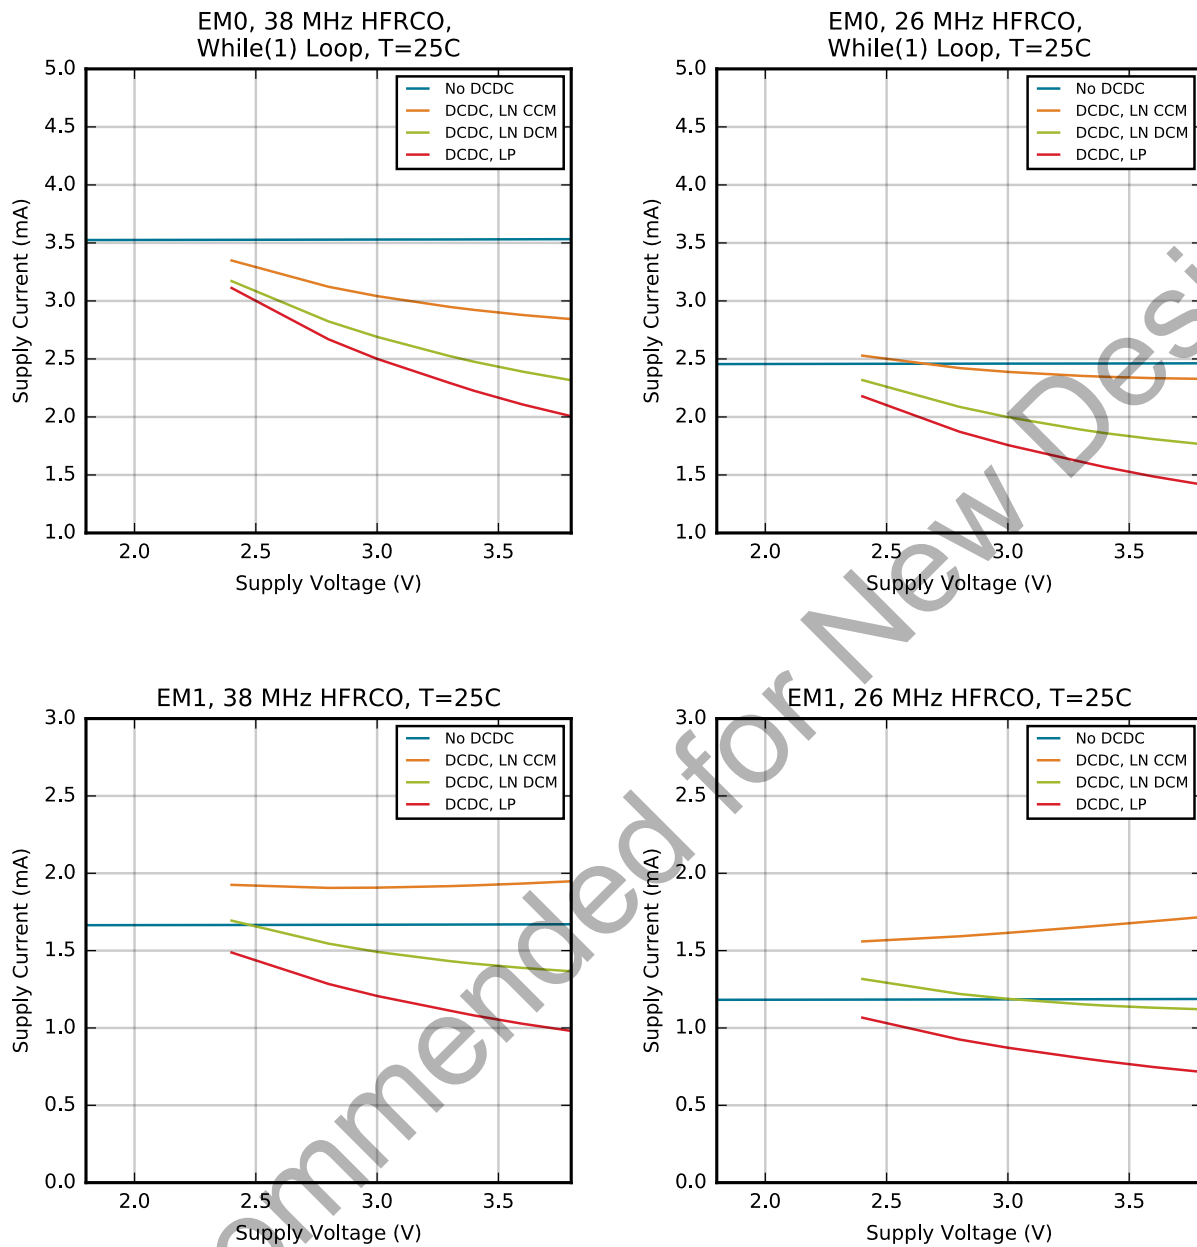 EM0, 38 MHz HFRCO,
While(1) Loop, T=25C
5.0
4.5
4.0
3.5
3.0
2.5
2.0
1.5
1.0
Supply Current (mA)
No DCDC
DCDC, LN CCM
DCDC, LN DCM
DCDC, LP
2.0 2.5 3.0 3.5
Supply Voltage (V)
EM0, 26 MHz HFRCO,
While(1) Loop, T=25C
5.0
4.5
4.0
3.5
3.0
2.5
2.0
1.5
1.0
Supply Current (mA)
No DCDC
DCDC, LN CCM
DCDC, LN DCM
DCDC, LP
2.0 2.5 3.0 3.5
Supply Voltage (V)
EM1, 38 MHz HFRCO, T=25C
3.0
2.5
2.0
1.5
1.0
0.5
0.0
Supply Current (mA)
No DCDC
DCDC, LN CCM
DCDC, LN DCM
DCDC, LP
2.0 2.5 3.0 3.5
Supply Voltage (V)
EM1, 26 MHz HFRCO, T=25C
3.0
2.5
2.0
1.5
1.0
0.5
0.0
Supply Current (mA)
No DCDC
DCDC, LN CCM
DCDC, LN DCM
DCDC, LP
2.0 2.5 3.0 3.5
Supply Voltage (V)
ommended for New Desi